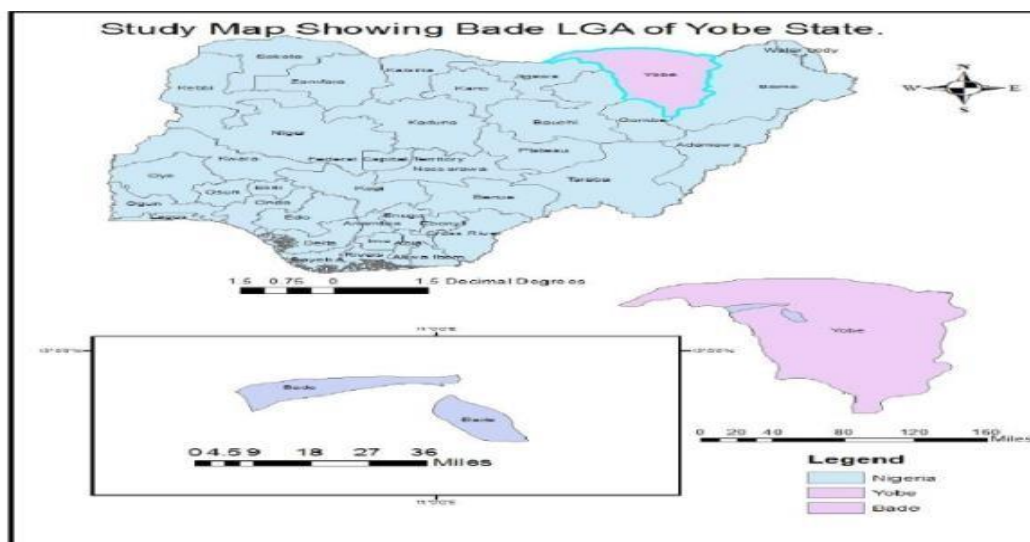 Study Map Showing Bade LGA of Yobe State.
Sokoto
Katsina
Water body
Zamfara
Kano
Jigawa
Yobe
Borno
Kebbi
N
W
E
S
Kaduna
Bauchi
Gombe
Niger
Plateau
Adamawa
Kwara
Federal Capital Territory
Nassarawa
Oyo
Kogi
Taraba
Osun
Ekiti
Benue
Ogun
Ondo
Lagos
Edo
Enugu
Anambra
Ebonyi
Cross River
Delta
Imo
Abia
Rivers
Akwa Ibom
1.5 0.75 0 1.5 Decimal Degrees
Yobe
Bade
Bade
0 4.5 9 18 27 36
Miles
0 20 40 80 120 160
Miles
Legend
Nigeria
Yobe
Bade